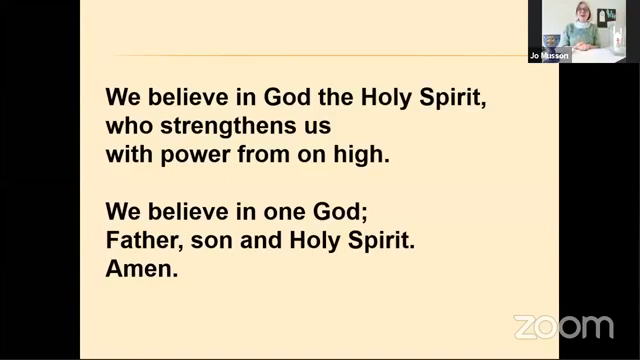 Jo Musson
We believe in God the Holy Spirit,
who strengthens us
with power from on high.
We believe in one God;
Father, son and Holy Spirit.
Amen.
zoom